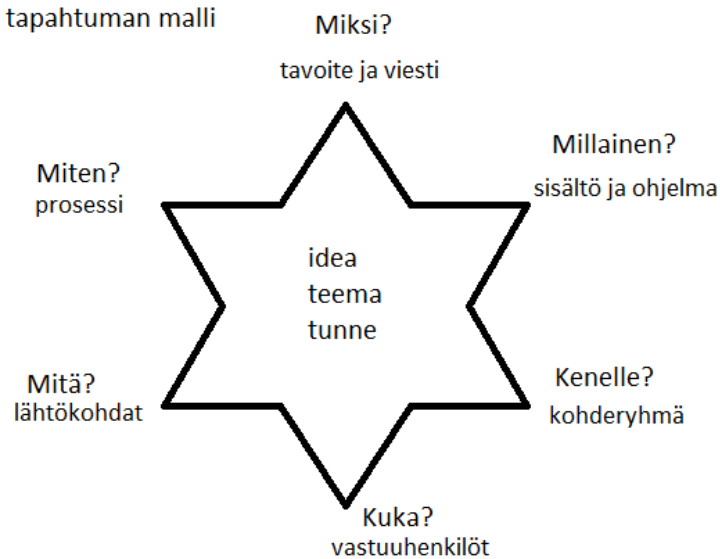 tapahtuman malli
Miksi?
tavoite ja viesti
Millainen?
sisältö ja ohjelma
Miten?
prosessi
idea
teema
tunne
Mitä?
lähtökohdat
Kenelle?
kohderyhmä
Kuka?
vastuuhenkilöt